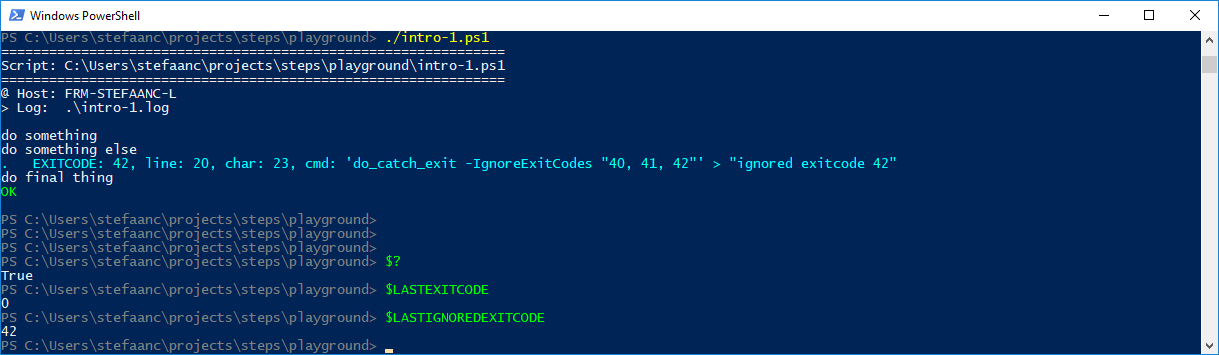 Windows PowerShell
PS C:\Users\stefaanc\projects\steps\playground> ./intro-1.ps1
===============================================================
Script: C:\Users\stefaanc\projects\steps\playground\intro-1.ps1
===============================================================
@ Host: FRM-STEFAANC-L
> Log:  .\intro-1.log
do something
do something else
.   EXITCODE: 42, line: 20, char: 23, cmd: 'do_catch_exit -IgnoreExitCodes "40, 41, 42"' > "ignored exitcode 42"
do final thing
OK
PS C:\Users\stefaanc\projects\steps\playground>
PS C:\Users\stefaanc\projects\steps\playground>
PS C:\Users\stefaanc\projects\steps\playground>
PS C:\Users\stefaanc\projects\steps\playground> $?
True
PS C:\Users\stefaanc\projects\steps\playground> $LASTEXITCODE
0
PS C:\Users\stefaanc\projects\steps\playground> $LASTIGNOREDEXITCODE
42
PS C:\Users\stefaanc\projects\steps\playground>